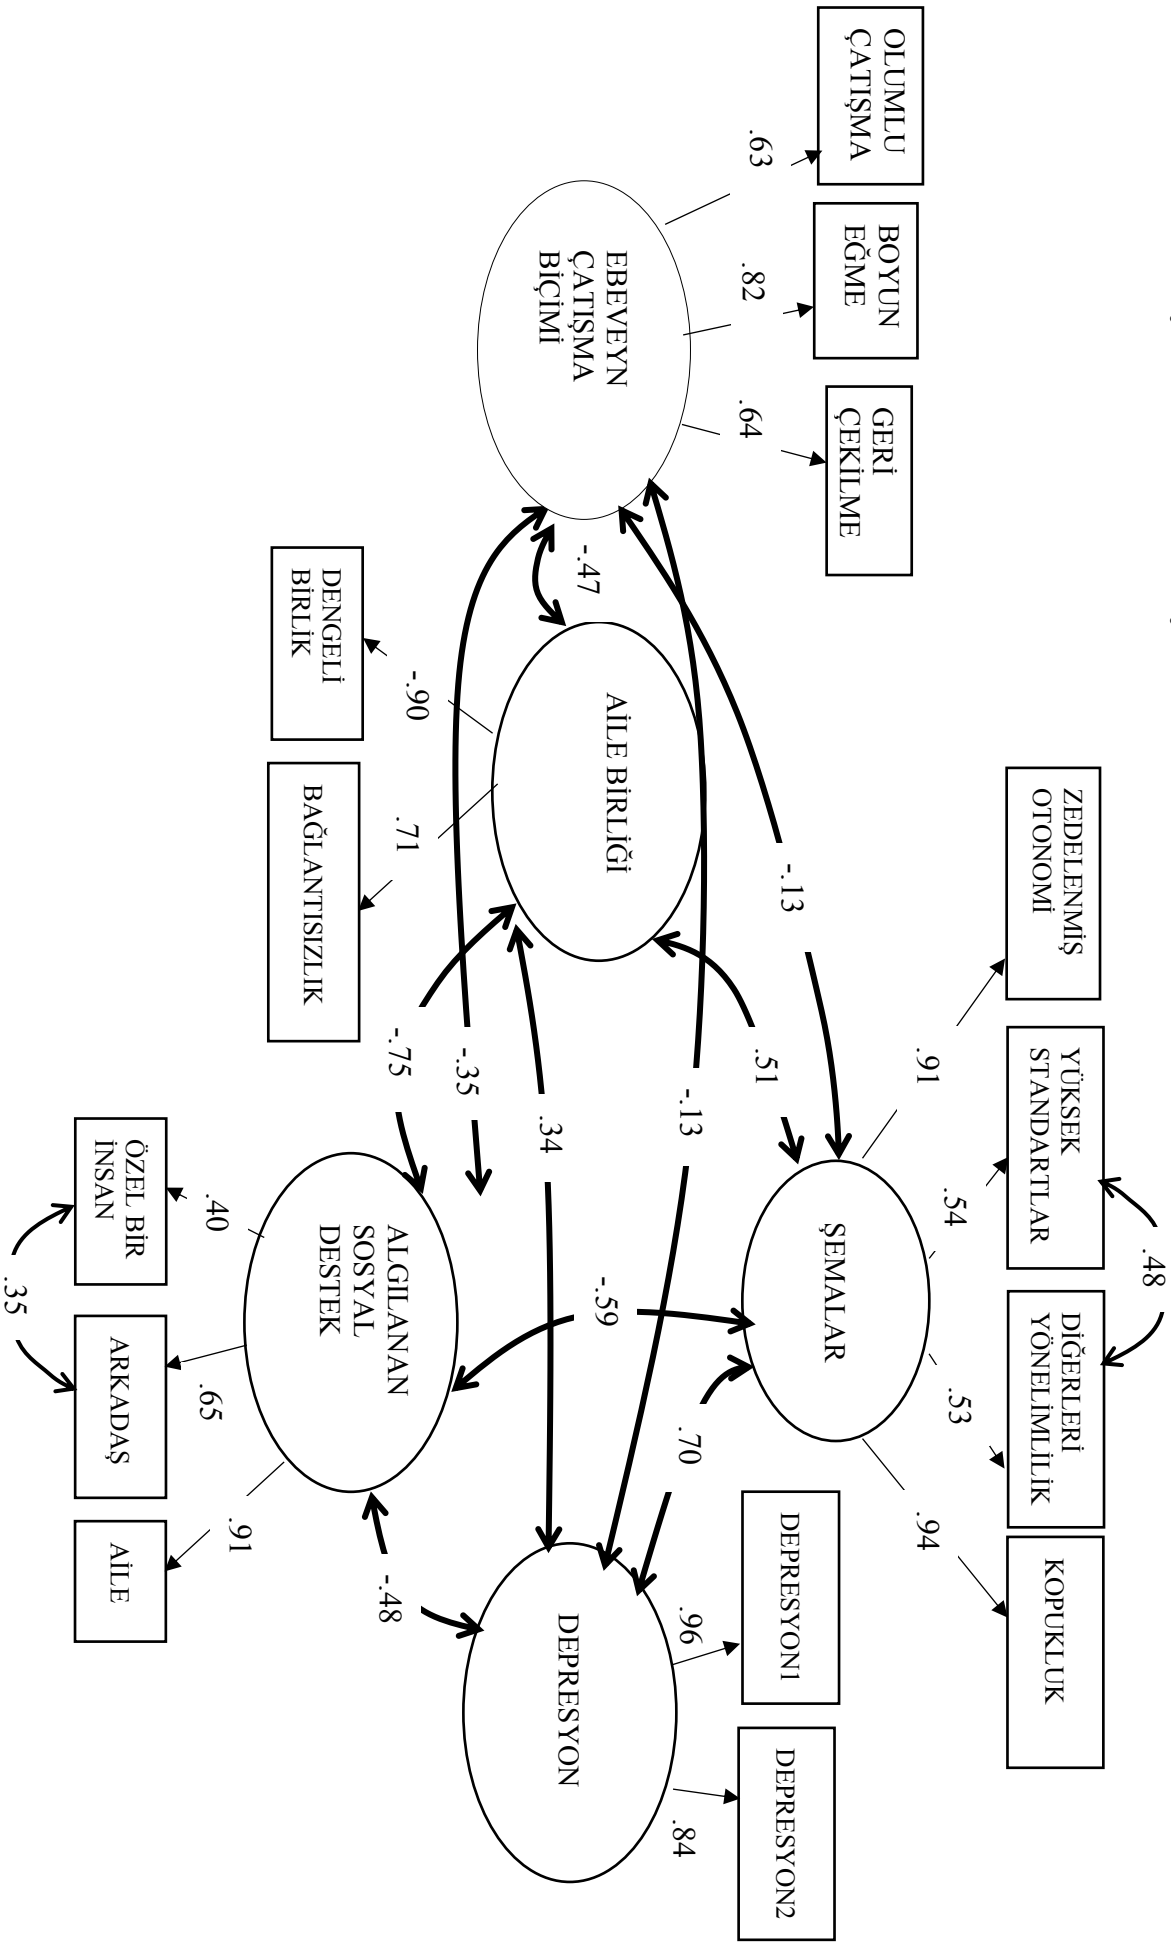 ZEDELENMİŞ
OTONOMİ
YÜKSEK
STANDARTLAR
DİĞERLERİ
YÖNELİMLİLİK
KOPUKLUK
.48
.91
.54
.53
.94
OLUMLU
ÇATIŞMA
BOYUN
EĞME
GERİ
ÇEKİLME
.63
.82
.64
ŞEMALAR
DEPRESYON1
DEPRESYON2
-.13
.51
.70
.96
.84
-.13
EBEVEYN
ÇATIŞMA
BİÇİMİ
-.47
AİLE BİRLİĞİ
-.59
.34
DEPRESYON
-.35
-.75
-.48
-.90
.71
DENGELİ
BİRLİK
BAĞLANTISIZLIK
ALGILANAN
SOSYAL
DESTEK
.40
.65
.91
ÖZEL BİR
İNSAN
ARKADAŞ
AİLE
.35